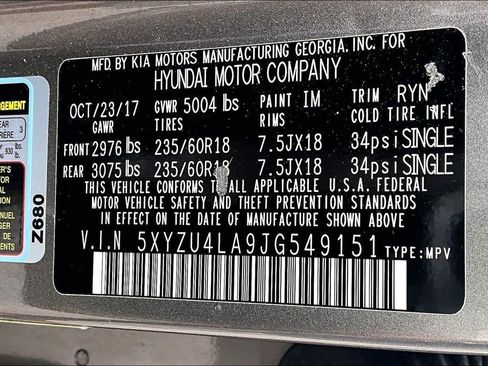 MFD. BY KIA MOTORS MANUFACTURING GEORGIA, INC. FOR
HYUNDAI MOTOR COMPANY
OCT/23/17 GVWR 5004 lbs PAINT IM TRIM RYN
GAWR TIRES RIMS COLD TIRE INFL
FRONT 2976 lbs 235/60R18 7.5JX18 34psi SINGLE
REAR 3075 lbs 235/60R18 7.5JX18 34psi SINGLE
THIS VEHICLE CONFORMS TO ALL APPLICABLE U.S.A. FEDERAL
MOTOR VEHICLE SAFETY AND THEFT PREVENTION STANDARDS
IN EFFECT ON THE DATE OF MANUFACTURE SHOWN ABOVE
V.I.N 5XYZU4LA9JG549151 TYPE: MPV
Z680
3
930
lbs.